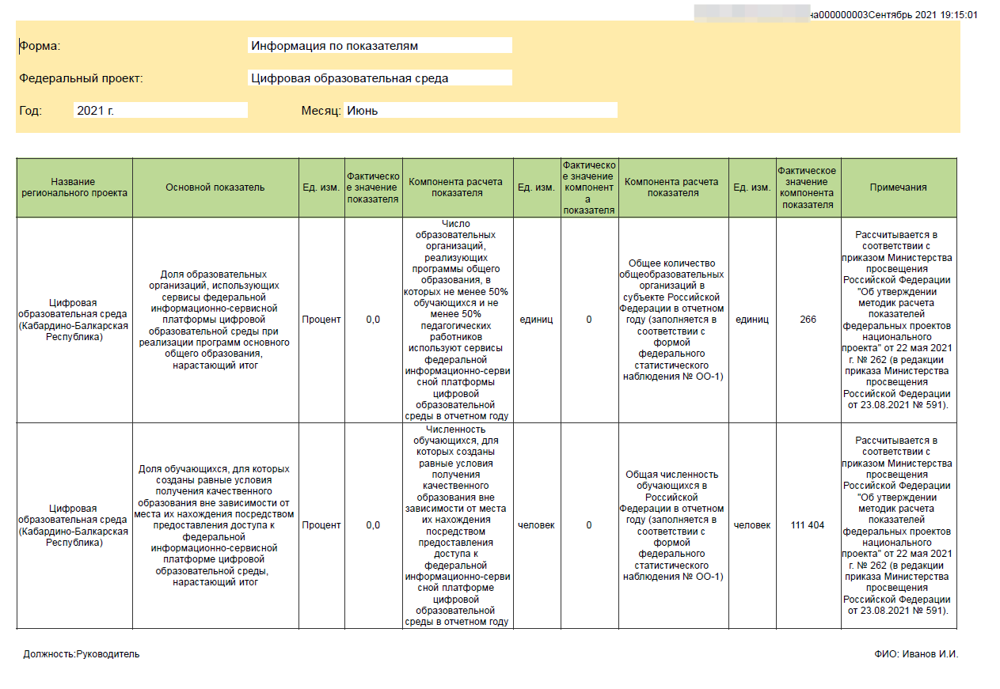 на000000003Сентябрь 2021 19:15:01
Форма: Информация по показателям
Федеральный проект: Цифровая образовательная среда
Год: 2021 г. Месяц: Июнь
Название
регионального проекта
Основной показатель
Ед. изм.
Фактическо
е значение
показателя
Компонента расчета
показателя
Ед. изм.
Фактическо
е значение
компонент
а
показателя
Компонента расчета
показателя
Ед. изм.
Фактическое
значение
компонента
показателя
Примечания
Цифровая
образовательная среда
(Кабардино-Балкарская
Республика)
Доля образовательных
организаций, использующих
сервисы федеральной
информационно-сервисной
платформы цифровой
образовательной среды при
реализации программ основного
общего образования,
нарастающий итог
Процент
0,0
Число
образовательных
организаций,
реализующих
программы общего
образования, в
которых не менее 50%
обучающихся и не
менее 50%
педагогических
работников
используют сервисы
федеральной
информационно-серви
сной платформы
цифровой
образовательной
среды в отчетном году
единиц
0
Общее количество
общеобразовательных
организаций в
субъекте Российской
Федерации в отчетном
году (заполняется в
соответствии с
формой
федерального
статистического
наблюдения № ОО-1)
единиц
266
Рассчитывается в
соответствии с
приказом Министерства
просвещения
Российской Федерации
"Об утверждении
методик расчета
показателей
федеральных проектов
национального
проекта" от 22 мая 2021
г. № 262 (в редакции
приказа Министерства
просвещения
Российской Федерации
от 23.08.2021 № 591).
Цифровая
образовательная среда
(Кабардино-Балкарская
Республика)
Доля обучающихся, для которых
созданы равные условия
получения качественного
образования вне зависимости от
места их нахождения посредством
предоставления доступа к
федеральной
информационно-сервисной
платформе цифровой
образовательной среды,
нарастающий итог
Процент
0,0
Численность
обучающихся, для
которых созданы
равные условия
получения
качественного
образования вне
зависимости от места
их нахождения
посредством
предоставления
доступа к
федеральной
информационно-серви
сной платформе
цифровой
образовательной
среды в отчетном году
человек
0
Общая численность
обучающихся в
Российской
Федерации в отчетном
году (заполняется в
соответствии с
формой
федерального
статистического
наблюдения № ОО-1)
человек
111 404
Рассчитывается в
соответствии с
приказом Министерства
просвещения
Российской Федерации
"Об утверждении
методик расчета
показателей
федеральных проектов
национального
проекта" от 22 мая 2021
г. № 262 (в редакции
приказа Министерства
просвещения
Российской Федерации
от 23.08.2021 № 591).
Должность:Руководитель
ФИО: Иванов И.И.